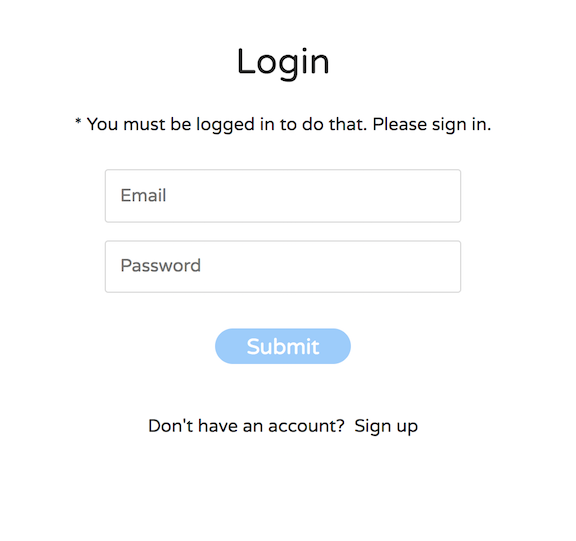 Login
* You must be logged in to do that. Please sign in.
Email
Password
Submit
Don't have an account? Sign up